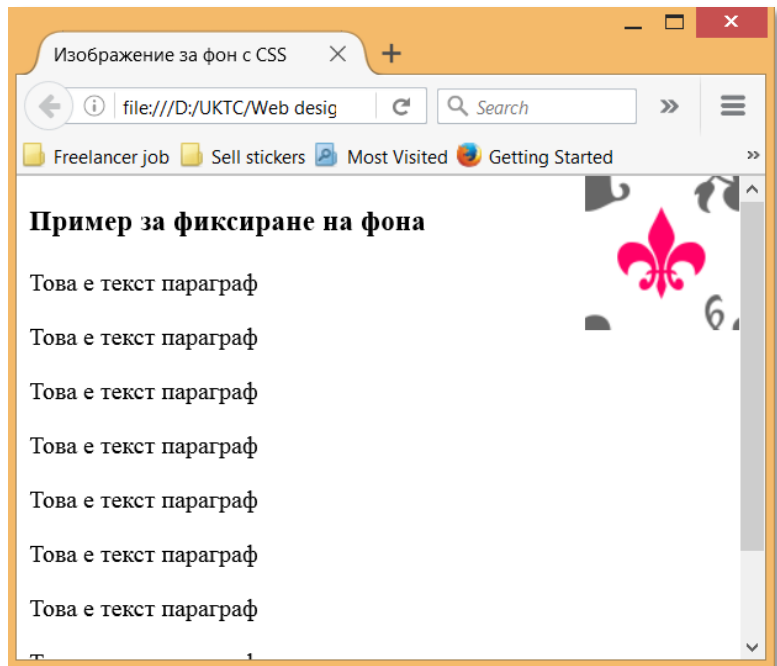 Изображение за фон с CSS
file:///D:/UKTC/Web desig
Search
Freelancer job Sell stickers Most Visited Getting Started
Пример за фиксиране на фона
Това е текст параграф
Това е текст параграф
Това е текст параграф
Това е текст параграф
Това е текст параграф
Това е текст параграф
Това е текст параграф